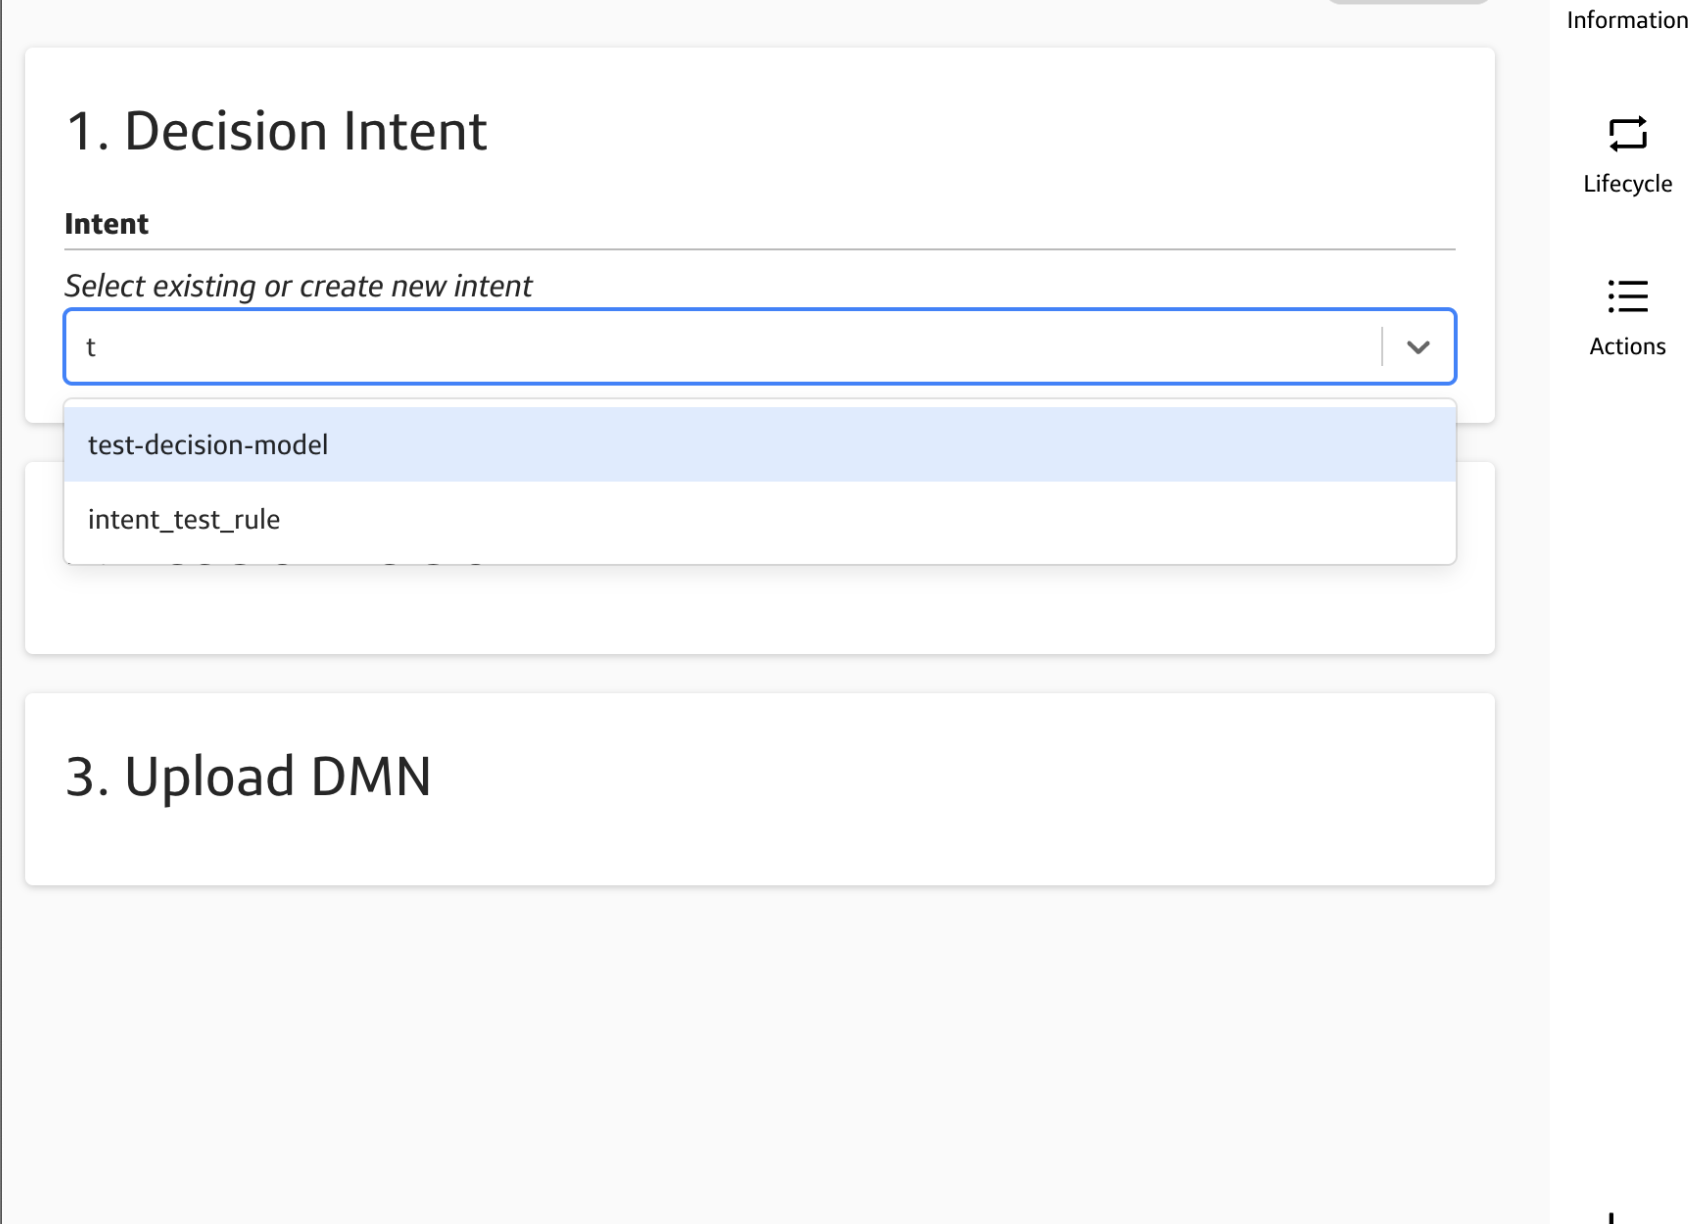 Information
1. Decision Intent
Lifecycle
Intent
Select existing or create new intent
t
Actions
test-decision-model
intent_test_rule
3. Upload DMN